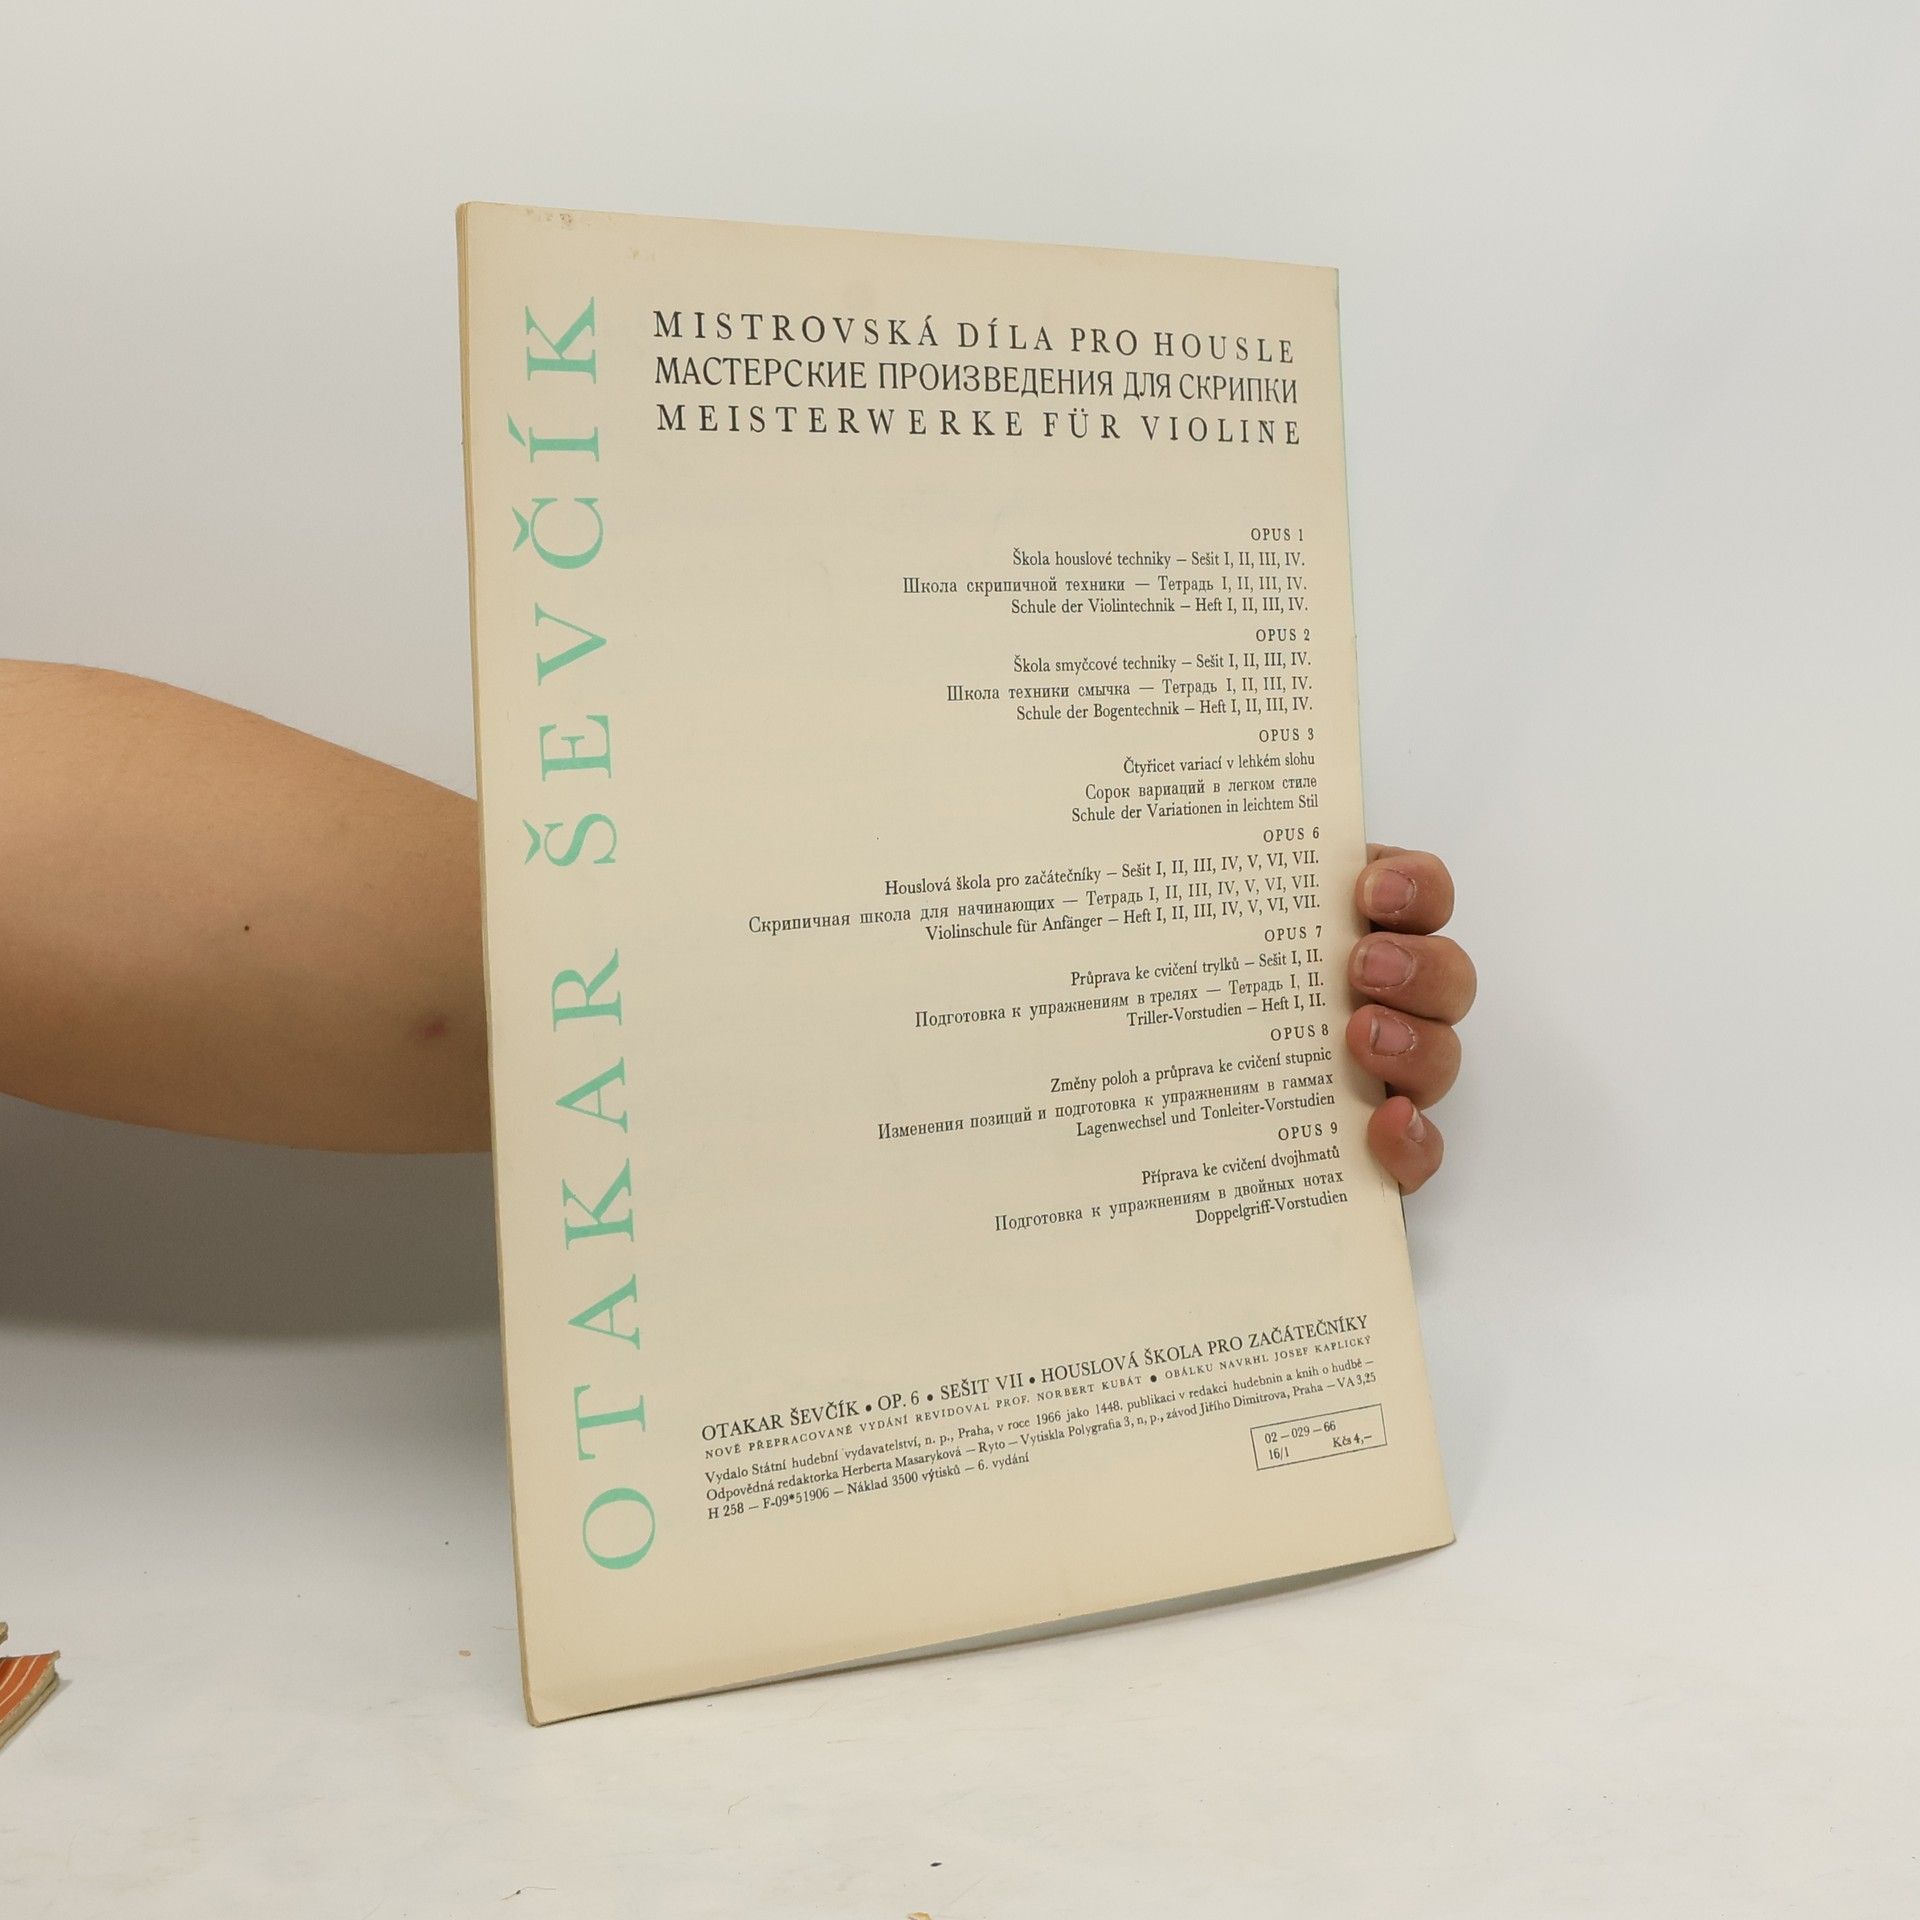 OTAKAR ŠEVČÍK
MISTROVSKÁ DÍLA PRO HOUSLE
МАСТЕРСКИЕ ПРОИЗВЕДЕНИЯ ДЛЯ СКРИПКИ
MEISTERWERKE FÜR VIOLINE
OPUS 1
Škola houslové techniky – Sešit I, II, III, IV.
Школа скрипичной техники — Тетрадь I, II, III, IV.
Schule der Violintechnik – Heft I, II, III, IV.
OPUS 2
Škola smyčcové techniky – Sešit I, II, III, IV.
Школа техники смычка — Тетрадь I, II, III, IV.
Schule der Bogentechnik – Heft I, II, III, IV.
OPUS 3
Čtyřicet variací v lehkém slohu
Сорок вариаций в легком стиле
Schule der Variationen in leichtem Stil
OPUS 6
Houslová škola pro začátečníky – Sešit I, II, III, IV, V, VI, VII.
Скрипичная школа для начинающих — Тетрадь I, II, III, IV, V, VI, VII.
Violinschule für Anfänger – Heft I, II, III, IV, V, VI, VII.
OPUS 7
Průprava ke cvičení trylků – Sešit I, II.
Подготовка к упражнениям в трелях — Тетрадь I, II.
Triller-Vorstudien – Heft I, II.
OPUS 8
Změny poloh a průprava ke cvičení stupnic
Изменения позиций и подготовка к упражнениям в гаммах
Lagenwechsel und Tonleiter-Vorstudien
OPUS 9
Příprava ke cvičení dvojhmatů
Подготовка к упражнениям в двойных нотах
Doppelgriff-Vorstudien
OTAKAR ŠEVČÍK • OP. 6 • SEŠIT VII • HOUSLOVÁ ŠKOLA PRO ZAČÁTEČNÍKY
NOVĚ PŘEPRACOVANÉ VYDÁNÍ REVIDOVAL PROF. NORBERT KUBÁT • OBÁLKU NAVRHL JOSEF KAPLICKÝ
Vydalo Státní hudební vydavatelství, n. p., Praha, v roce 1966 jako 1448. publikaci v redakci hudebnin a knih o hudbě –
Odpovědná redaktorka Herberta Masaryková – Ryto – Vytiskla Polygrafia 3, n. p., závod Jiřího Dimitrova, Praha – VA 3,25
H 258 – F-09*51906 – Náklad 3500 výtisků – 6. vydání
02 – 029 – 66
16/1 Kčs 4,–